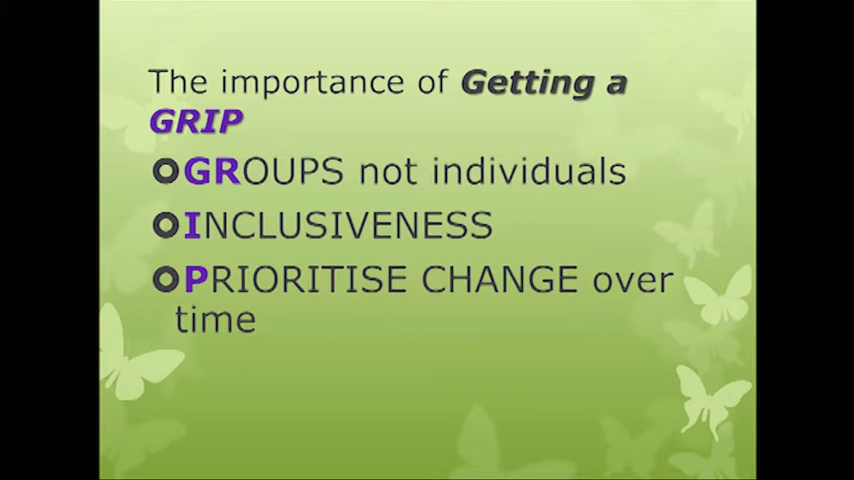 The importance of Getting a
GRIP
GROUPS not individuals
INCLUSIVENESS
PRIORITISE CHANGE over
time